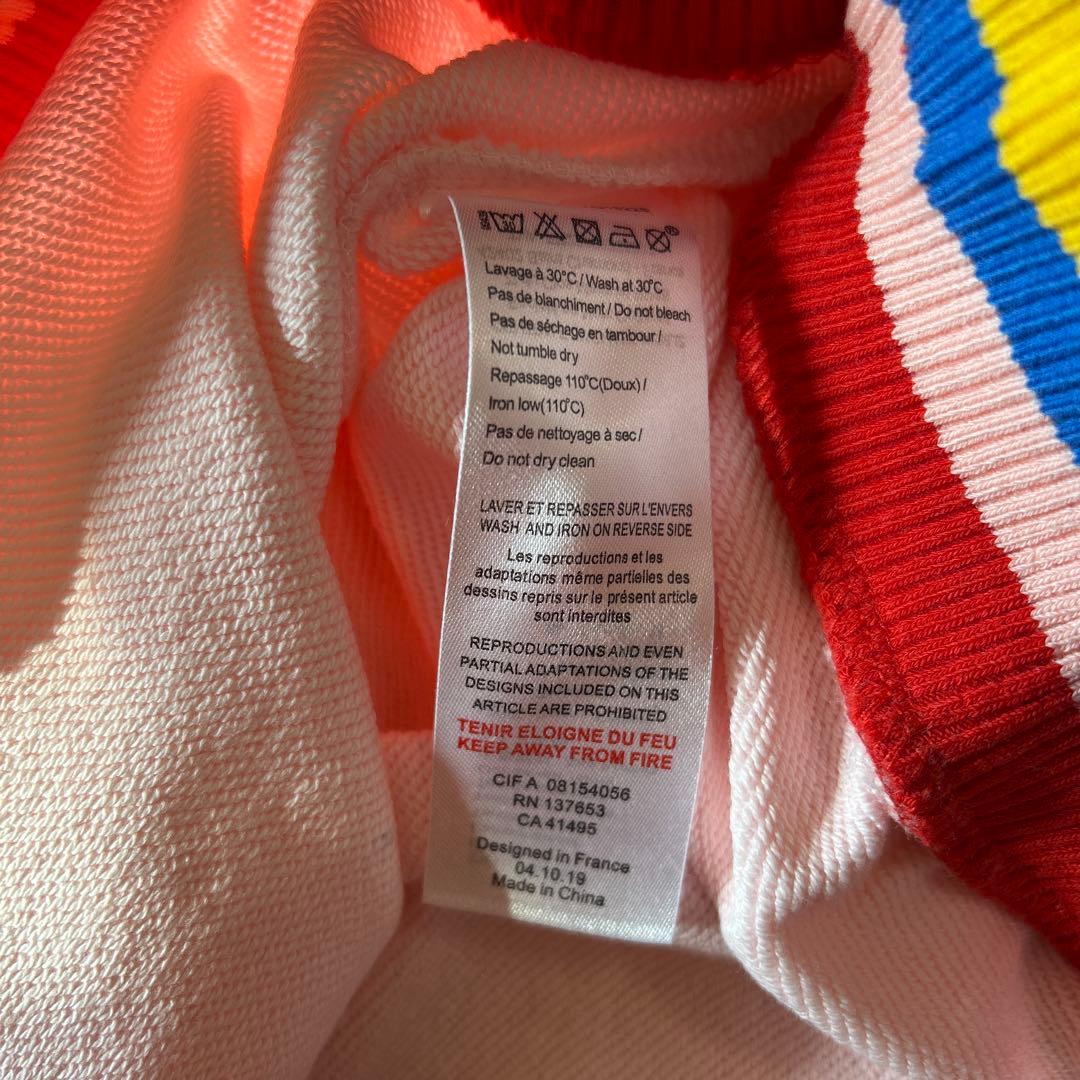 Lavage à 30°C / Wash at 30°C
Pas de blanchiment / Do not bleach
Pas de séchage en tambour /
Not tumble dry
Repassage 110°C(Doux) /
Iron low(110°C)
Pas de nettoyage à sec /
Do not dry clean
LAVER ET REPASSER SUR L'ENVERS
WASH AND IRON ON REVERSE SIDE
Les reproductions et les
adaptations même partielles des
dessins repris sur le présent article
sont interdites
REPRODUCTIONS AND EVEN
PARTIAL ADAPTATIONS OF THE
DESIGNS INCLUDED ON THIS
ARTICLE ARE PROHIBITED
TENIR ELOIGNE DU FEU
KEEP AWAY FROM FIRE
CIF A 08154056
RN 137653
CA 41495
Designed in France
04.10.19
Made in China